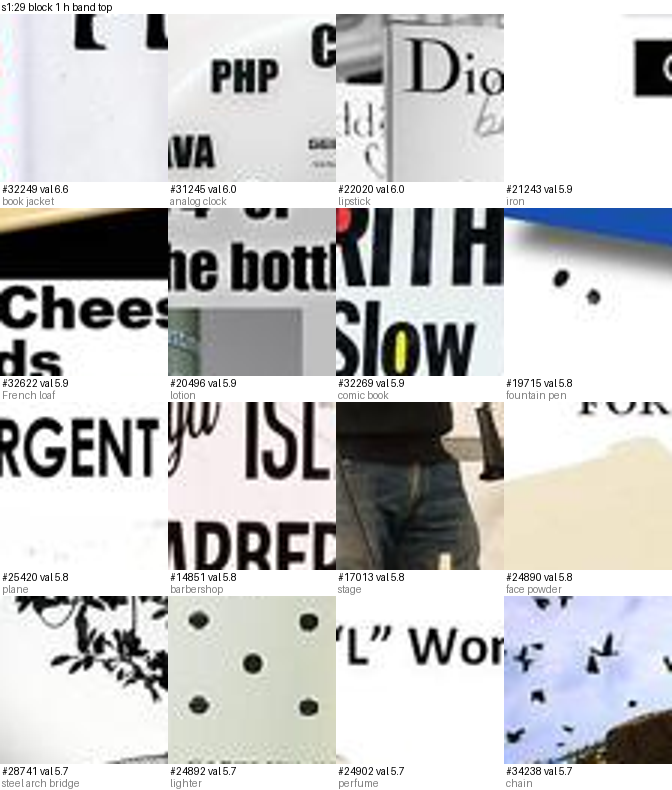 s1:29 block 1 h band top
PHP
#32249 val 6.6
book jacket
#31245 val 6.0
analog clock
Dio
#22020 val 6.0
lipstick
#21243 val 5.9
iron
Chees
ds
#32622 val 5.9
French loaf
he bottl
#20496 val 5.9
lotion
RITH
Slow
#32269 val 5.9
comic book
#19715 val 5.8
fountain pen
RGENT
#25420 val 5.8
plane
ISL
#14851 val 5.8
barbershop
#17013 val 5.8
stage
FOR
#24890 val 5.8
face powder
#28741 val 5.7
steel arch bridge
#24892 val 5.7
lighter
"L" Wor
#24902 val 5.7
perfume
#34238 val 5.7
chain